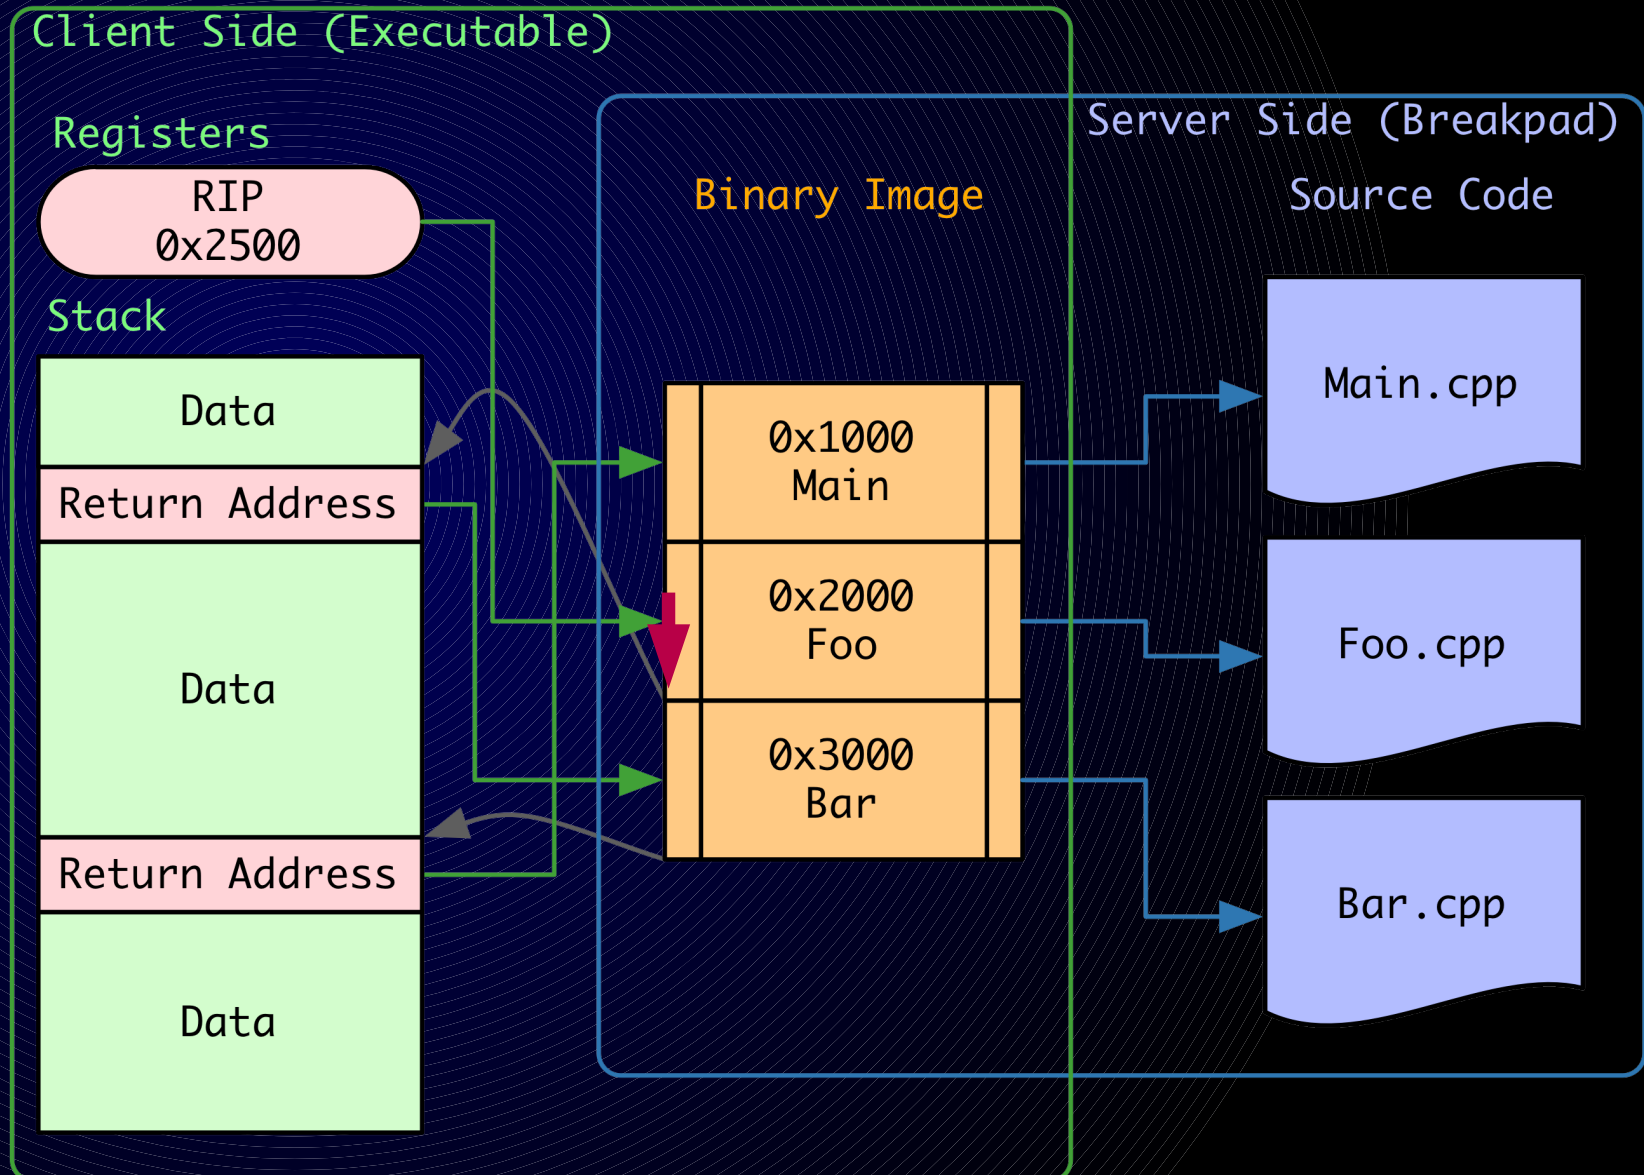 Client Side (Executable)
Server Side (Breakpad)
Registers
Binary Image
Source Code
RIP
0x2500
Stack
Data
Return Address
Data
Return Address
Data
0x1000
Main
0x2000
Foo
0x3000
Bar
Main.cpp
Foo.cpp
Bar.cpp